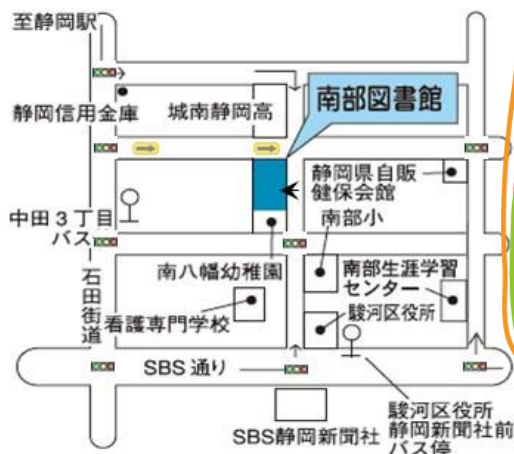 至静岡駅
静岡信用金庫
城南静岡高
南部図書館
静岡県自販
健保会館
中田3丁目
バス
南部小
南八幡幼稚園
南部生涯学習
センター
石田街道
看護専門学校
駿河区役所
SBS通り
SBS静岡新聞社
駿河区役所
静岡新聞社前
バス停